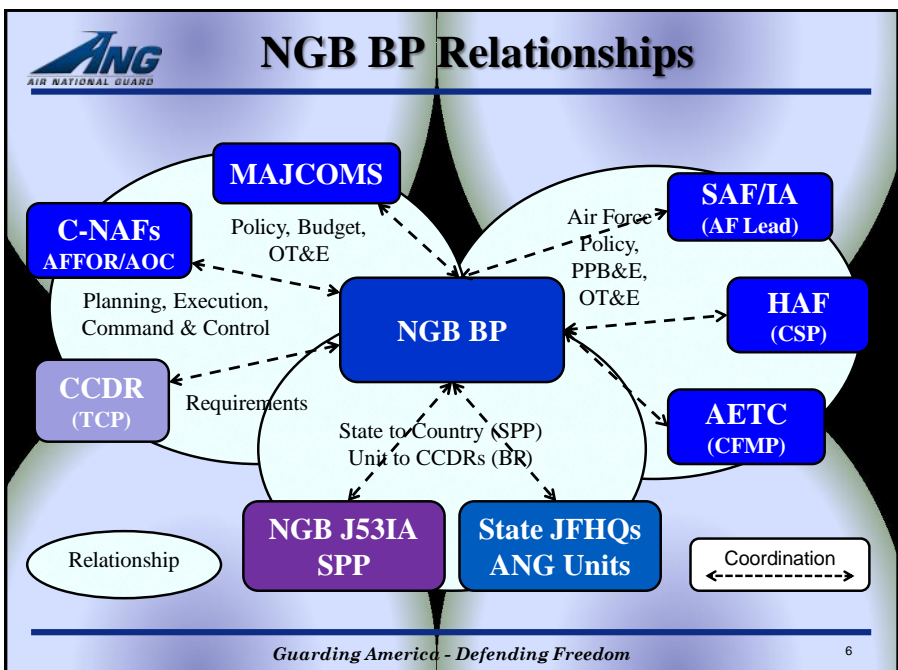 ANG
AIR NATIONAL GUARD
NGB BP Relationships
MAJCOMS
SAF/IA
(AF Lead)
C-NAFs
AFFOR/AOC
Policy, Budget,
OT&E
Air Force
Policy,
PPB&E,
OT&E
Planning, Execution,
Command & Control
NGB BP
HAF
(CSP)
CCDR
(TCP)
Requirements
AETC
(CFMP)
State to Country (SPP)
Unit to CCDRs (BP)
NGB J53IA
SPP
State JFHQs
ANG Units
Relationship
Coordination
Guarding America - Defending Freedom
6